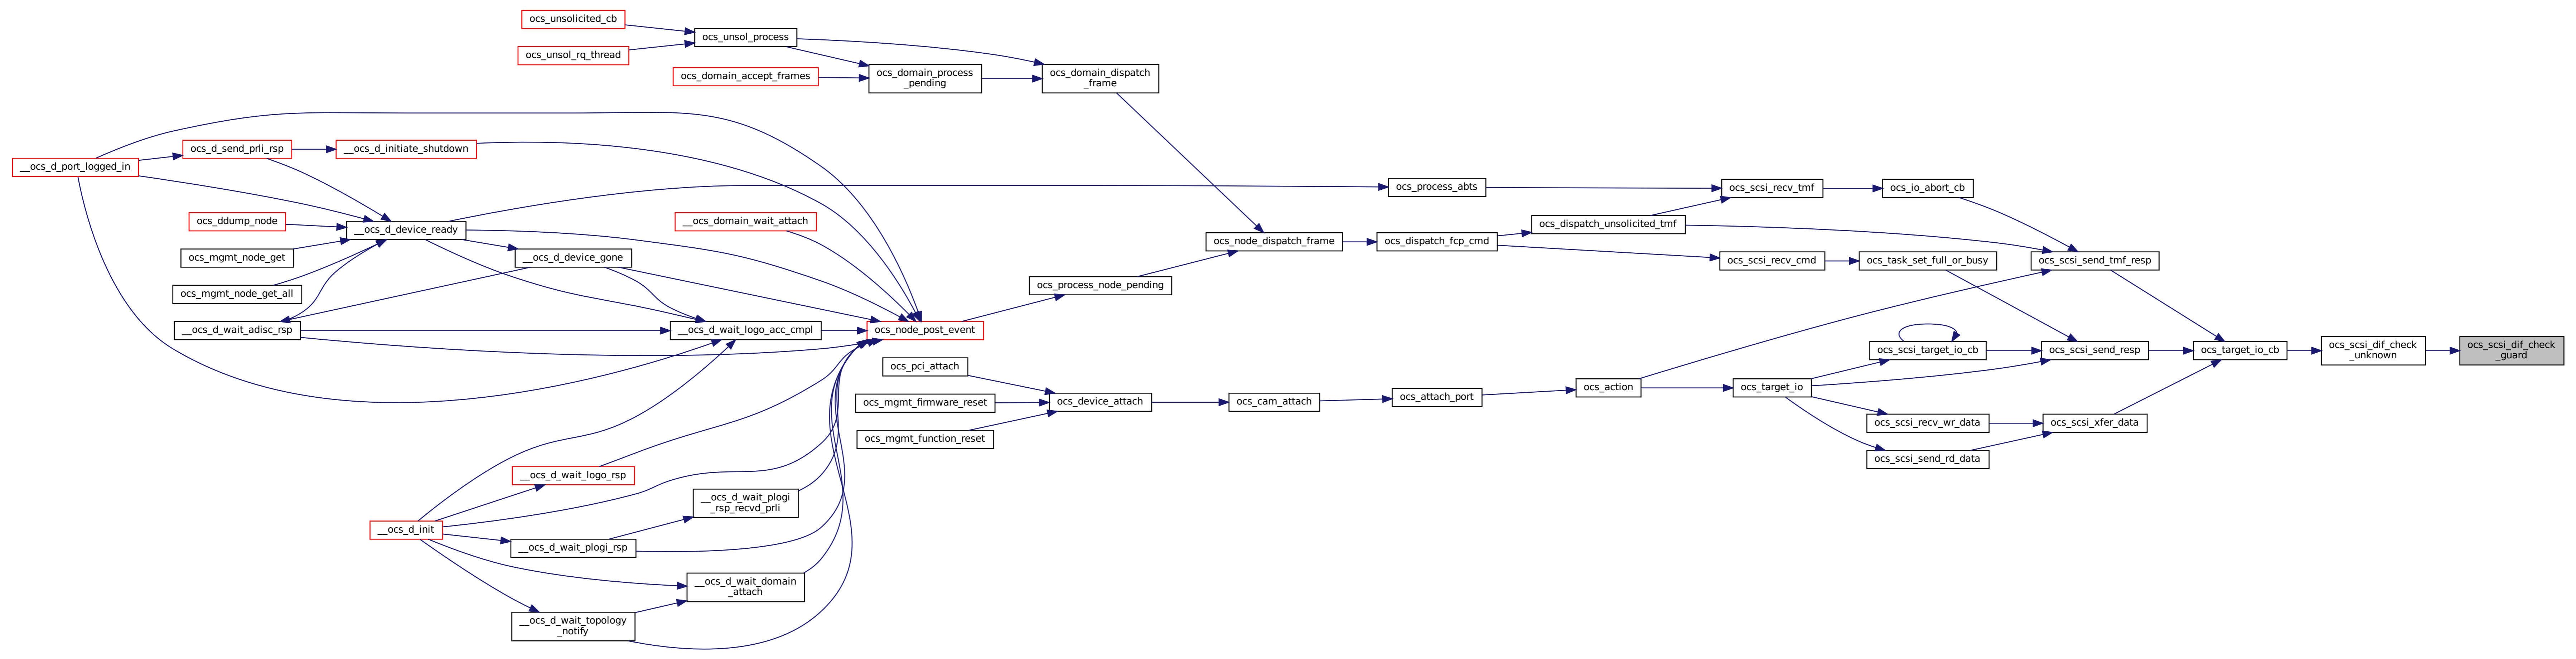 ocs_unsolicited_cb
ocs_unsol_process
ocs_unsol_rq_thread
ocs_domain_accept_frames
ocs_domain_process
_pending
ocs_domain_dispatch
_frame
__ocs_d_port_logged_in
ocs_d_send_prli_rsp
__ocs_d_initiate_shutdown
ocs_ddump_node
__ocs_d_device_ready
ocs_mgmt_node_get
__ocs_d_device_gone
ocs_mgmt_node_get_all
__ocs_d_wait_adisc_rsp
__ocs_domain_wait_attach
__ocs_d_wait_logo_acc_cmpl
ocs_node_post_event
ocs_process_node_pending
ocs_node_dispatch_frame
ocs_process_abts
ocs_dispatch_fcp_cmd
ocs_dispatch_unsolicited_tmf
ocs_scsi_recv_tmf
ocs_io_abort_cb
ocs_scsi_recv_cmd
ocs_task_set_full_or_busy
ocs_scsi_send_tmf_resp
ocs_scsi_target_io_cb
ocs_scsi_send_resp
ocs_target_io_cb
ocs_scsi_dif_check
_unknown
ocs_scsi_dif_check
_guard
ocs_pci_attach
ocs_mgmt_firmware_reset
ocs_mgmt_function_reset
ocs_device_attach
ocs_cam_attach
ocs_attach_port
ocs_action
ocs_target_io
ocs_scsi_recv_wr_data
ocs_scsi_xfer_data
ocs_scsi_send_rd_data
__ocs_d_wait_logo_rsp
__ocs_d_wait_plogi
_rsp_recvd_prli
__ocs_d_init
__ocs_d_wait_plogi_rsp
__ocs_d_wait_domain
_attach
__ocs_d_wait_topology
_notify